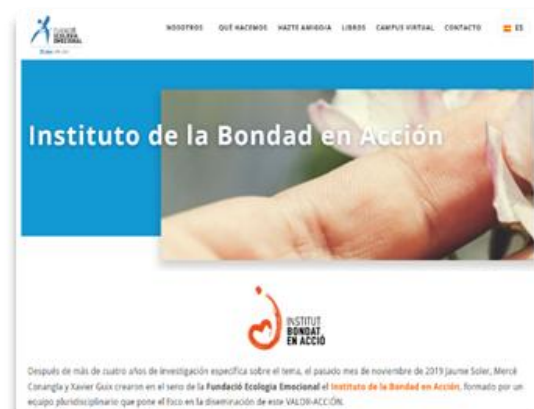 FUNDACIÓ
ECOLOGIA
EMOCIONAL
NOSOTROS QUÉ HACEMOS HAZTE AMIGO/A LIBROS CAMPUS VIRTUAL CONTACTO ES
Instituto de la Bondad en Acción
INSTITUT
BONDAT
EN ACCIÓ
Después de más de cuatro años de investigación específica sobre el tema, el pasado mes de noviembre de 2019 Jaume Soler, Mercè
Conangla y Xavier Guix crearon en el seno de la Fundació Ecologia Emocional el Instituto de la Bondad en Acción, formado por un
equipo pluridisciplinario que pone el foco en la diseminación de este VALOR-ACCIÓN.